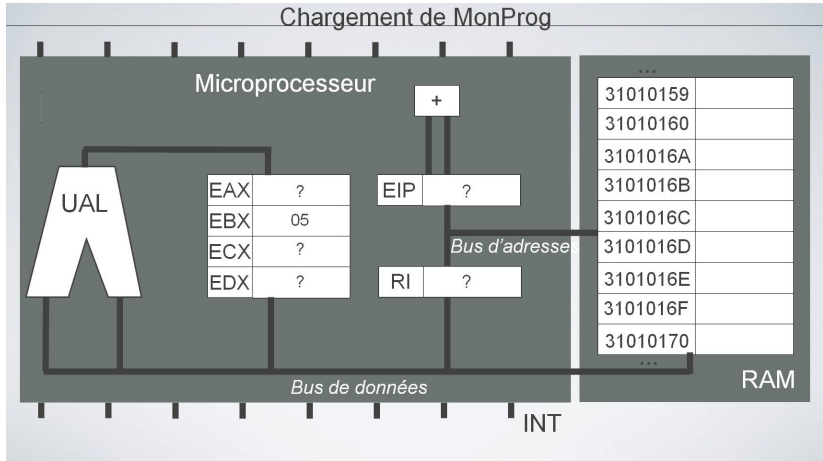 Chargement de MonProg
Microprocesseur
+
UAL
EAX ?
EBX 05
ECX ?
EDX ?
EIP ?
RI ?
Bus d'adresses
Bus de données
INT
...
31010159
31010160
3101016A
3101016B
3101016C
3101016D
3101016E
3101016F
31010170
...
RAM